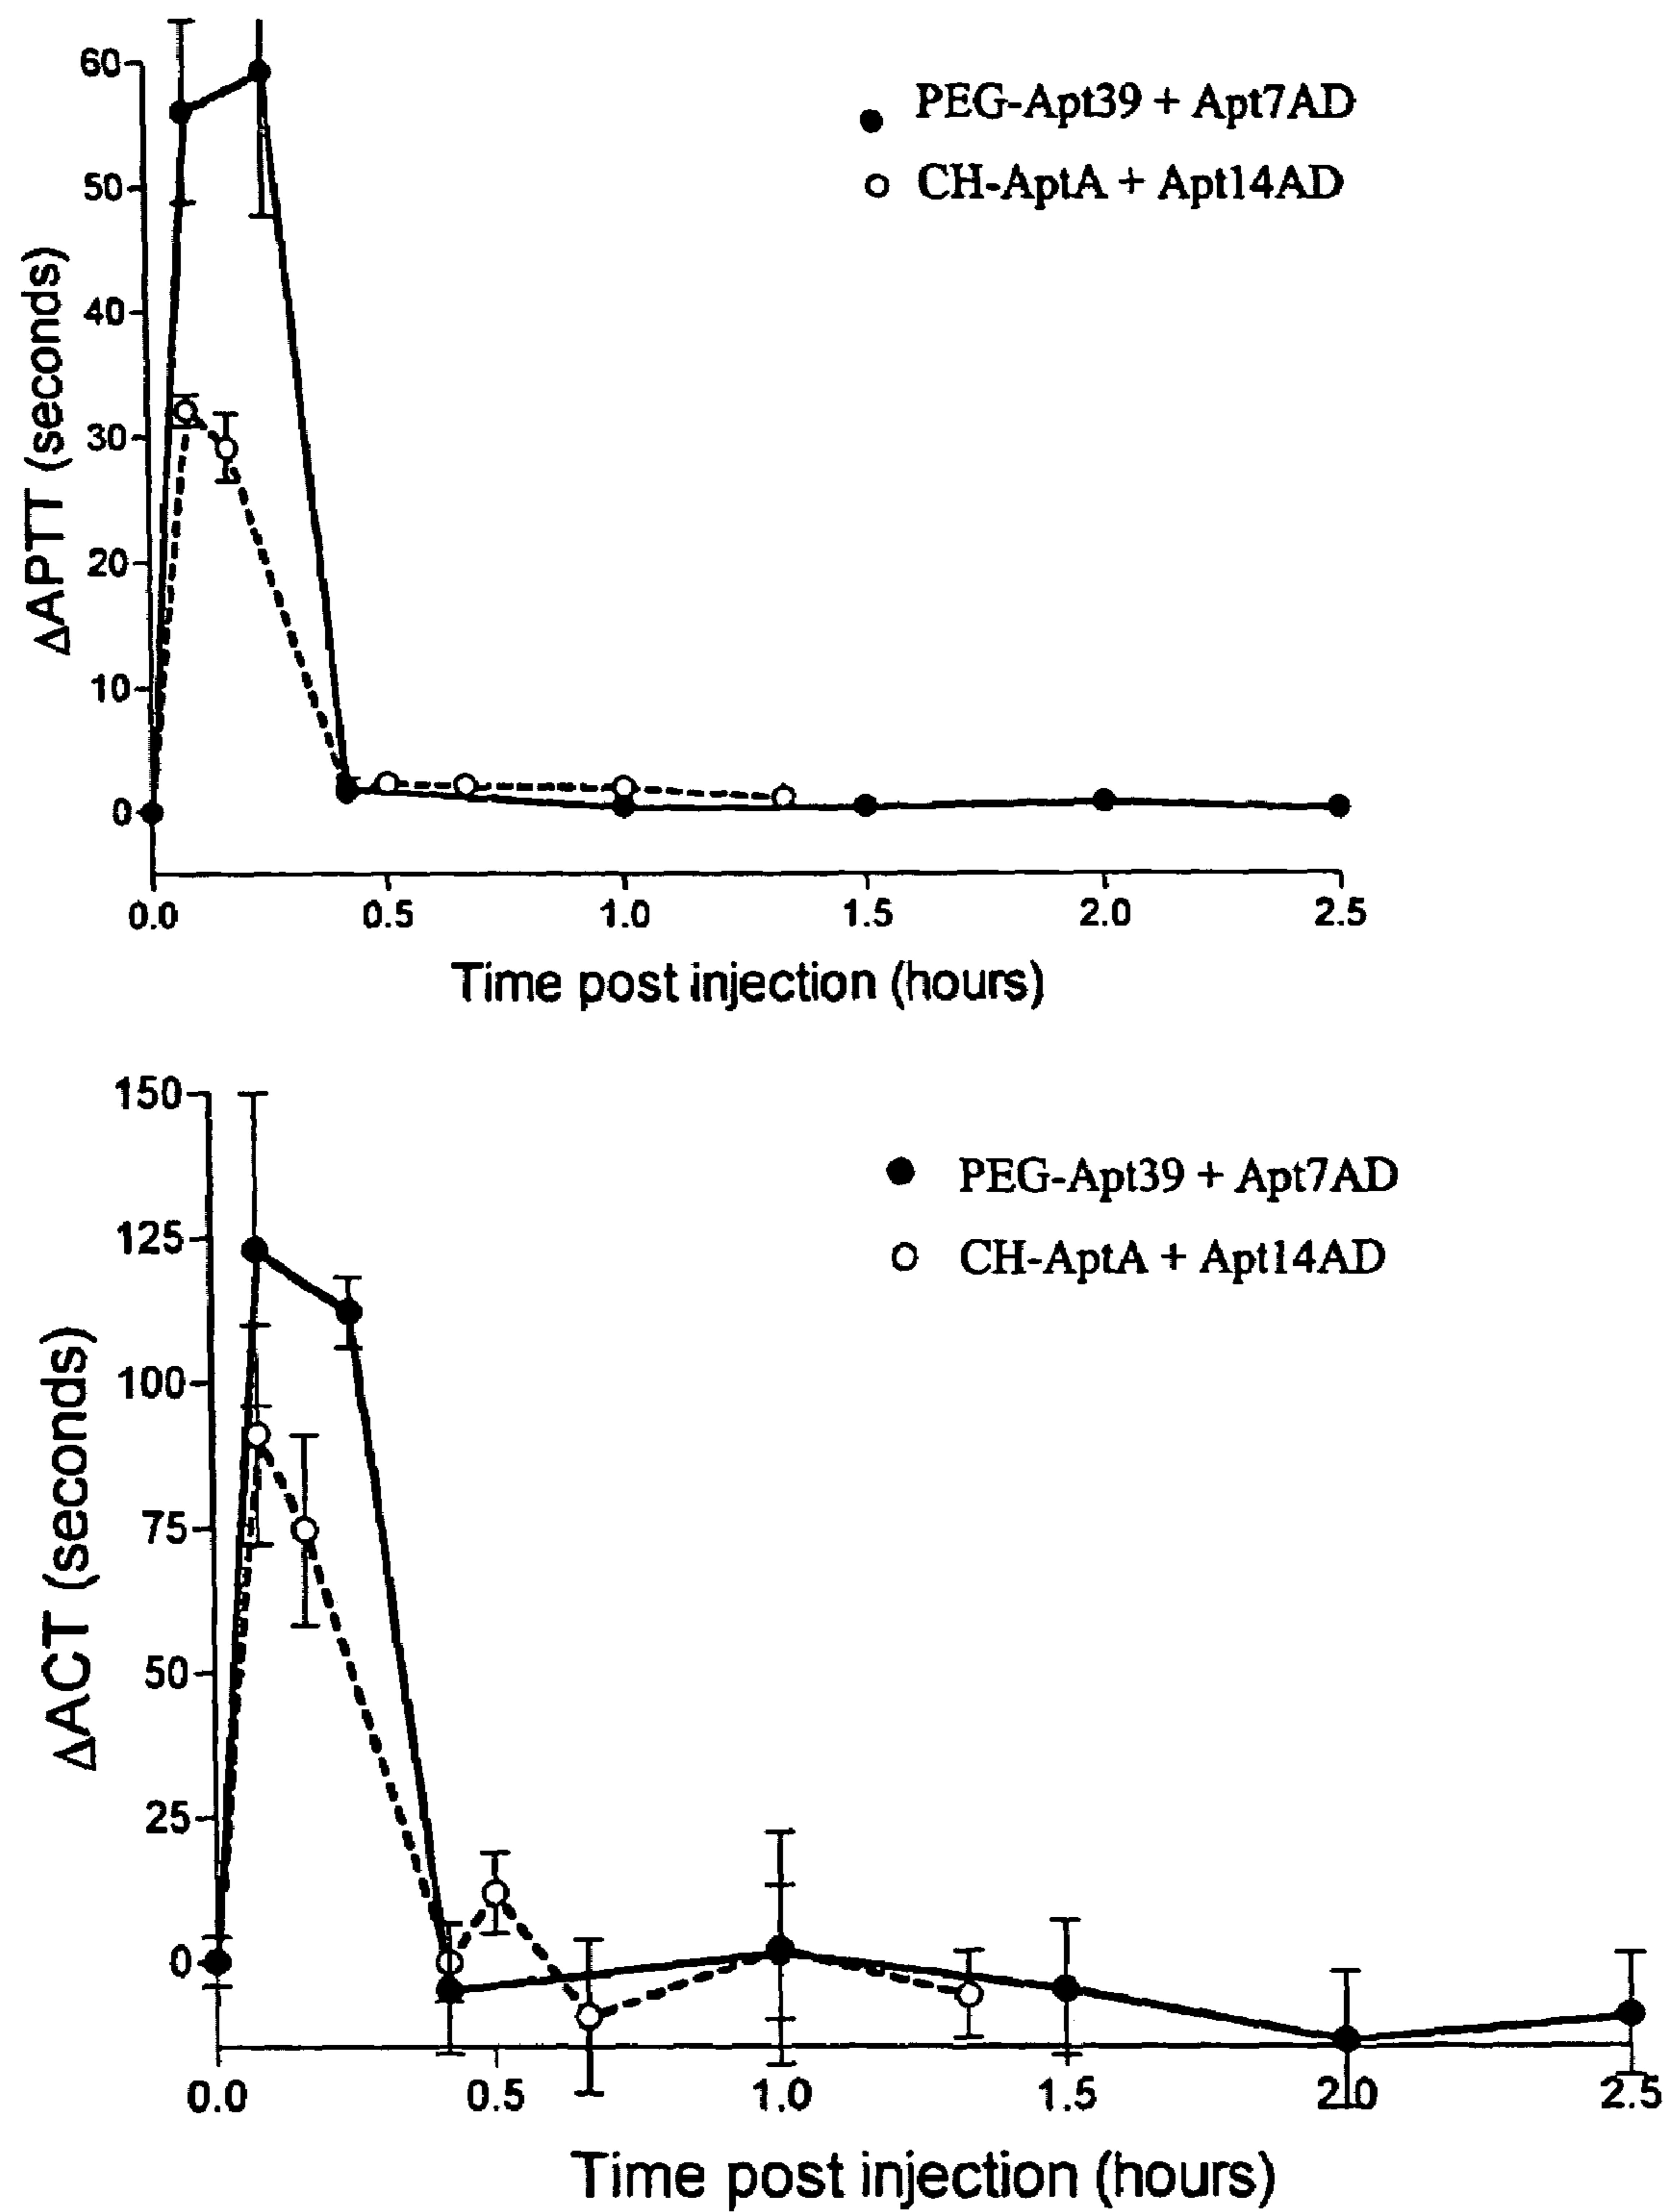 60
50
40
30
20
10
0
ΔAPTT (seconds)
PEG-Apt39 + Apt7AD
CH-AptA + Apt14AD
0.0 0.5 1.0 1.5 2.0 2.5
Time post injection (hours)
150
125
100
75
50
25
0
ΔACT (seconds)
PEG-Apt39 + Apt7AD
CH-AptA + Apt14AD
0.0 0.5 1.0 1.5 2.0 2.5
Time post injection (hours)